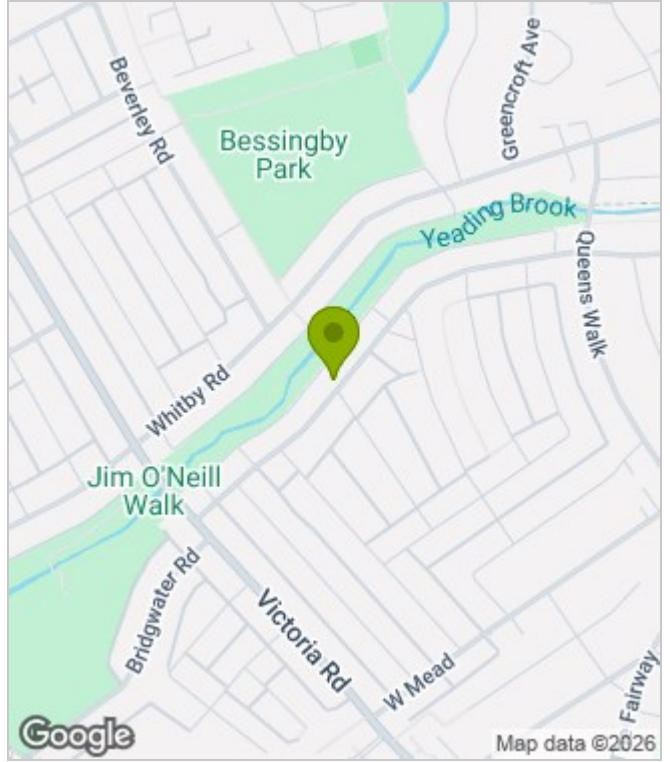 Greencroft Ave
Beverley Rd
Bessingby
Park
Yeading Brook
Queens Walk
Whitby Rd
Jim O'Neill
Walk
Bridgwater Rd
Victoria Rd
W Mead
Fairway
Google
Map data ©2026